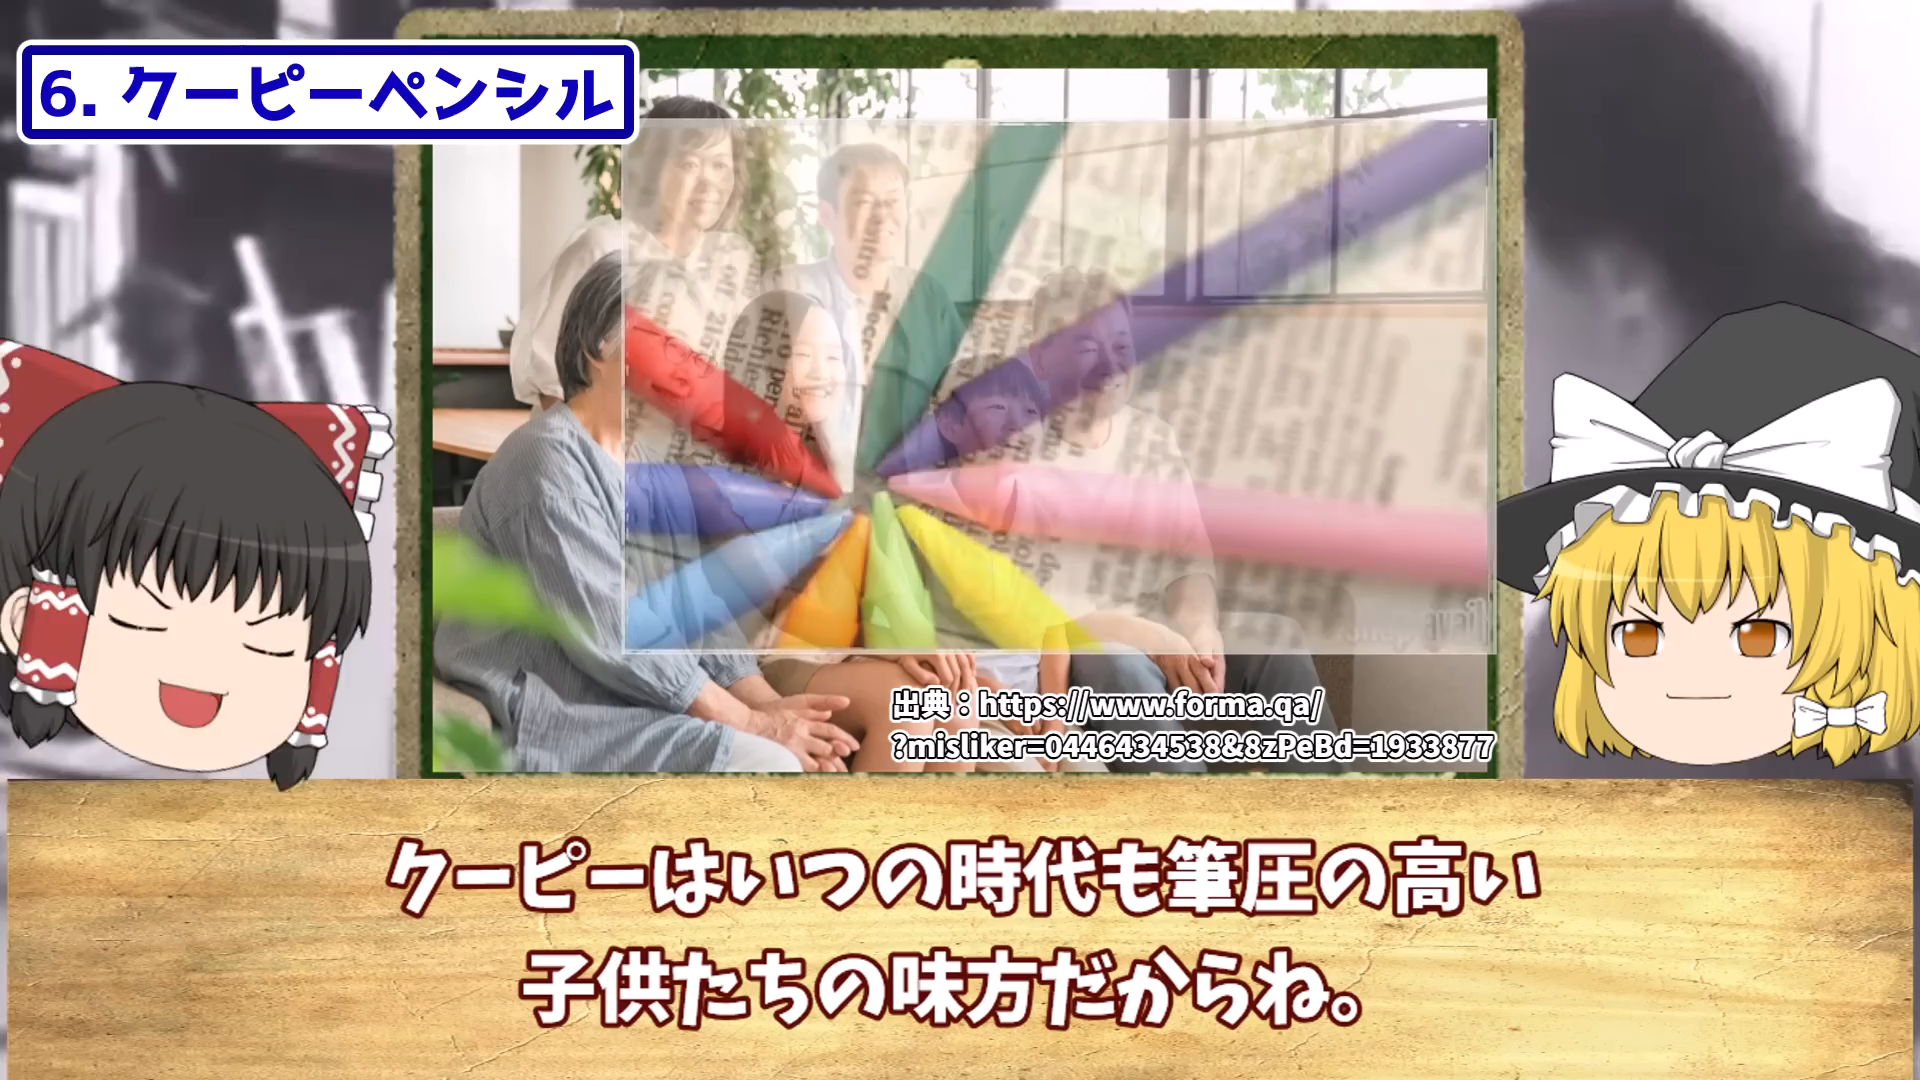 6. クーピーペンシル
出典：https://www.forma.qa/
?misliker=0446434538&8zPeBd=1933877
クーピーはいつの時代も筆圧の高い
子供たちの味方だからね。